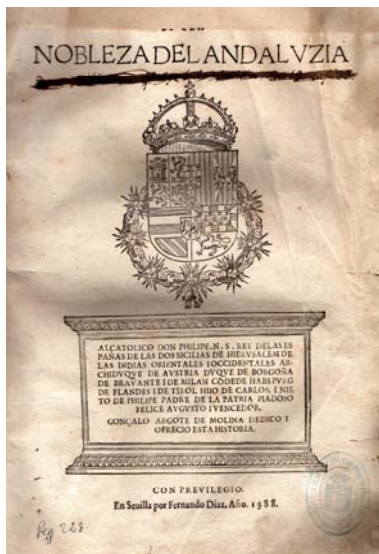 NOBLEZA DEL ANDALVZIA
ALCATOLICO DON PHILIPE.N.S. REI DELAS ES
PAÑAS DE LAS DOS SICILIAS DE HIERVSALEM DE
LAS INDIAS ORIENTALES I OCCIDENTALES AR-
CHIDVQVE DE AVSTRIA DVQVE DE BORGOÑA
DE BRAVANTE I DE MILAN CÕDE DE HABSPVRG
DE FLANDES I DE TIROL HIJO DE CARLOS I NIE
TO DE PHILIPE PADRE DE LA PATRIA PIADOSO
FELICE AVGVSTO I VENCEDOR.
GONÇALO ARGOTE DE MOLINA DEDICO I
OFRECIO ESTA HISTORIA.
CON PREVILEGIO.
En Seuilla por Fernando Diaz. Año. 1588.